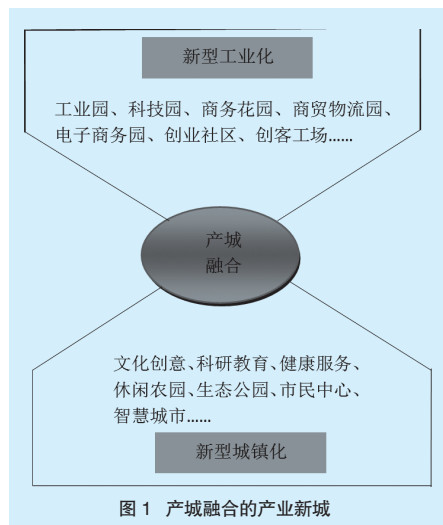 新型工业化
工业园、科技园、商务花园、商贸物流园、
电子商务园、创业社区、创客工场......
产城
融合
文化创意、科研教育、健康服务、
休闲农园、生态公园、市民中心、
智慧城市......
新型城镇化
图 1 产城融合的产业新城